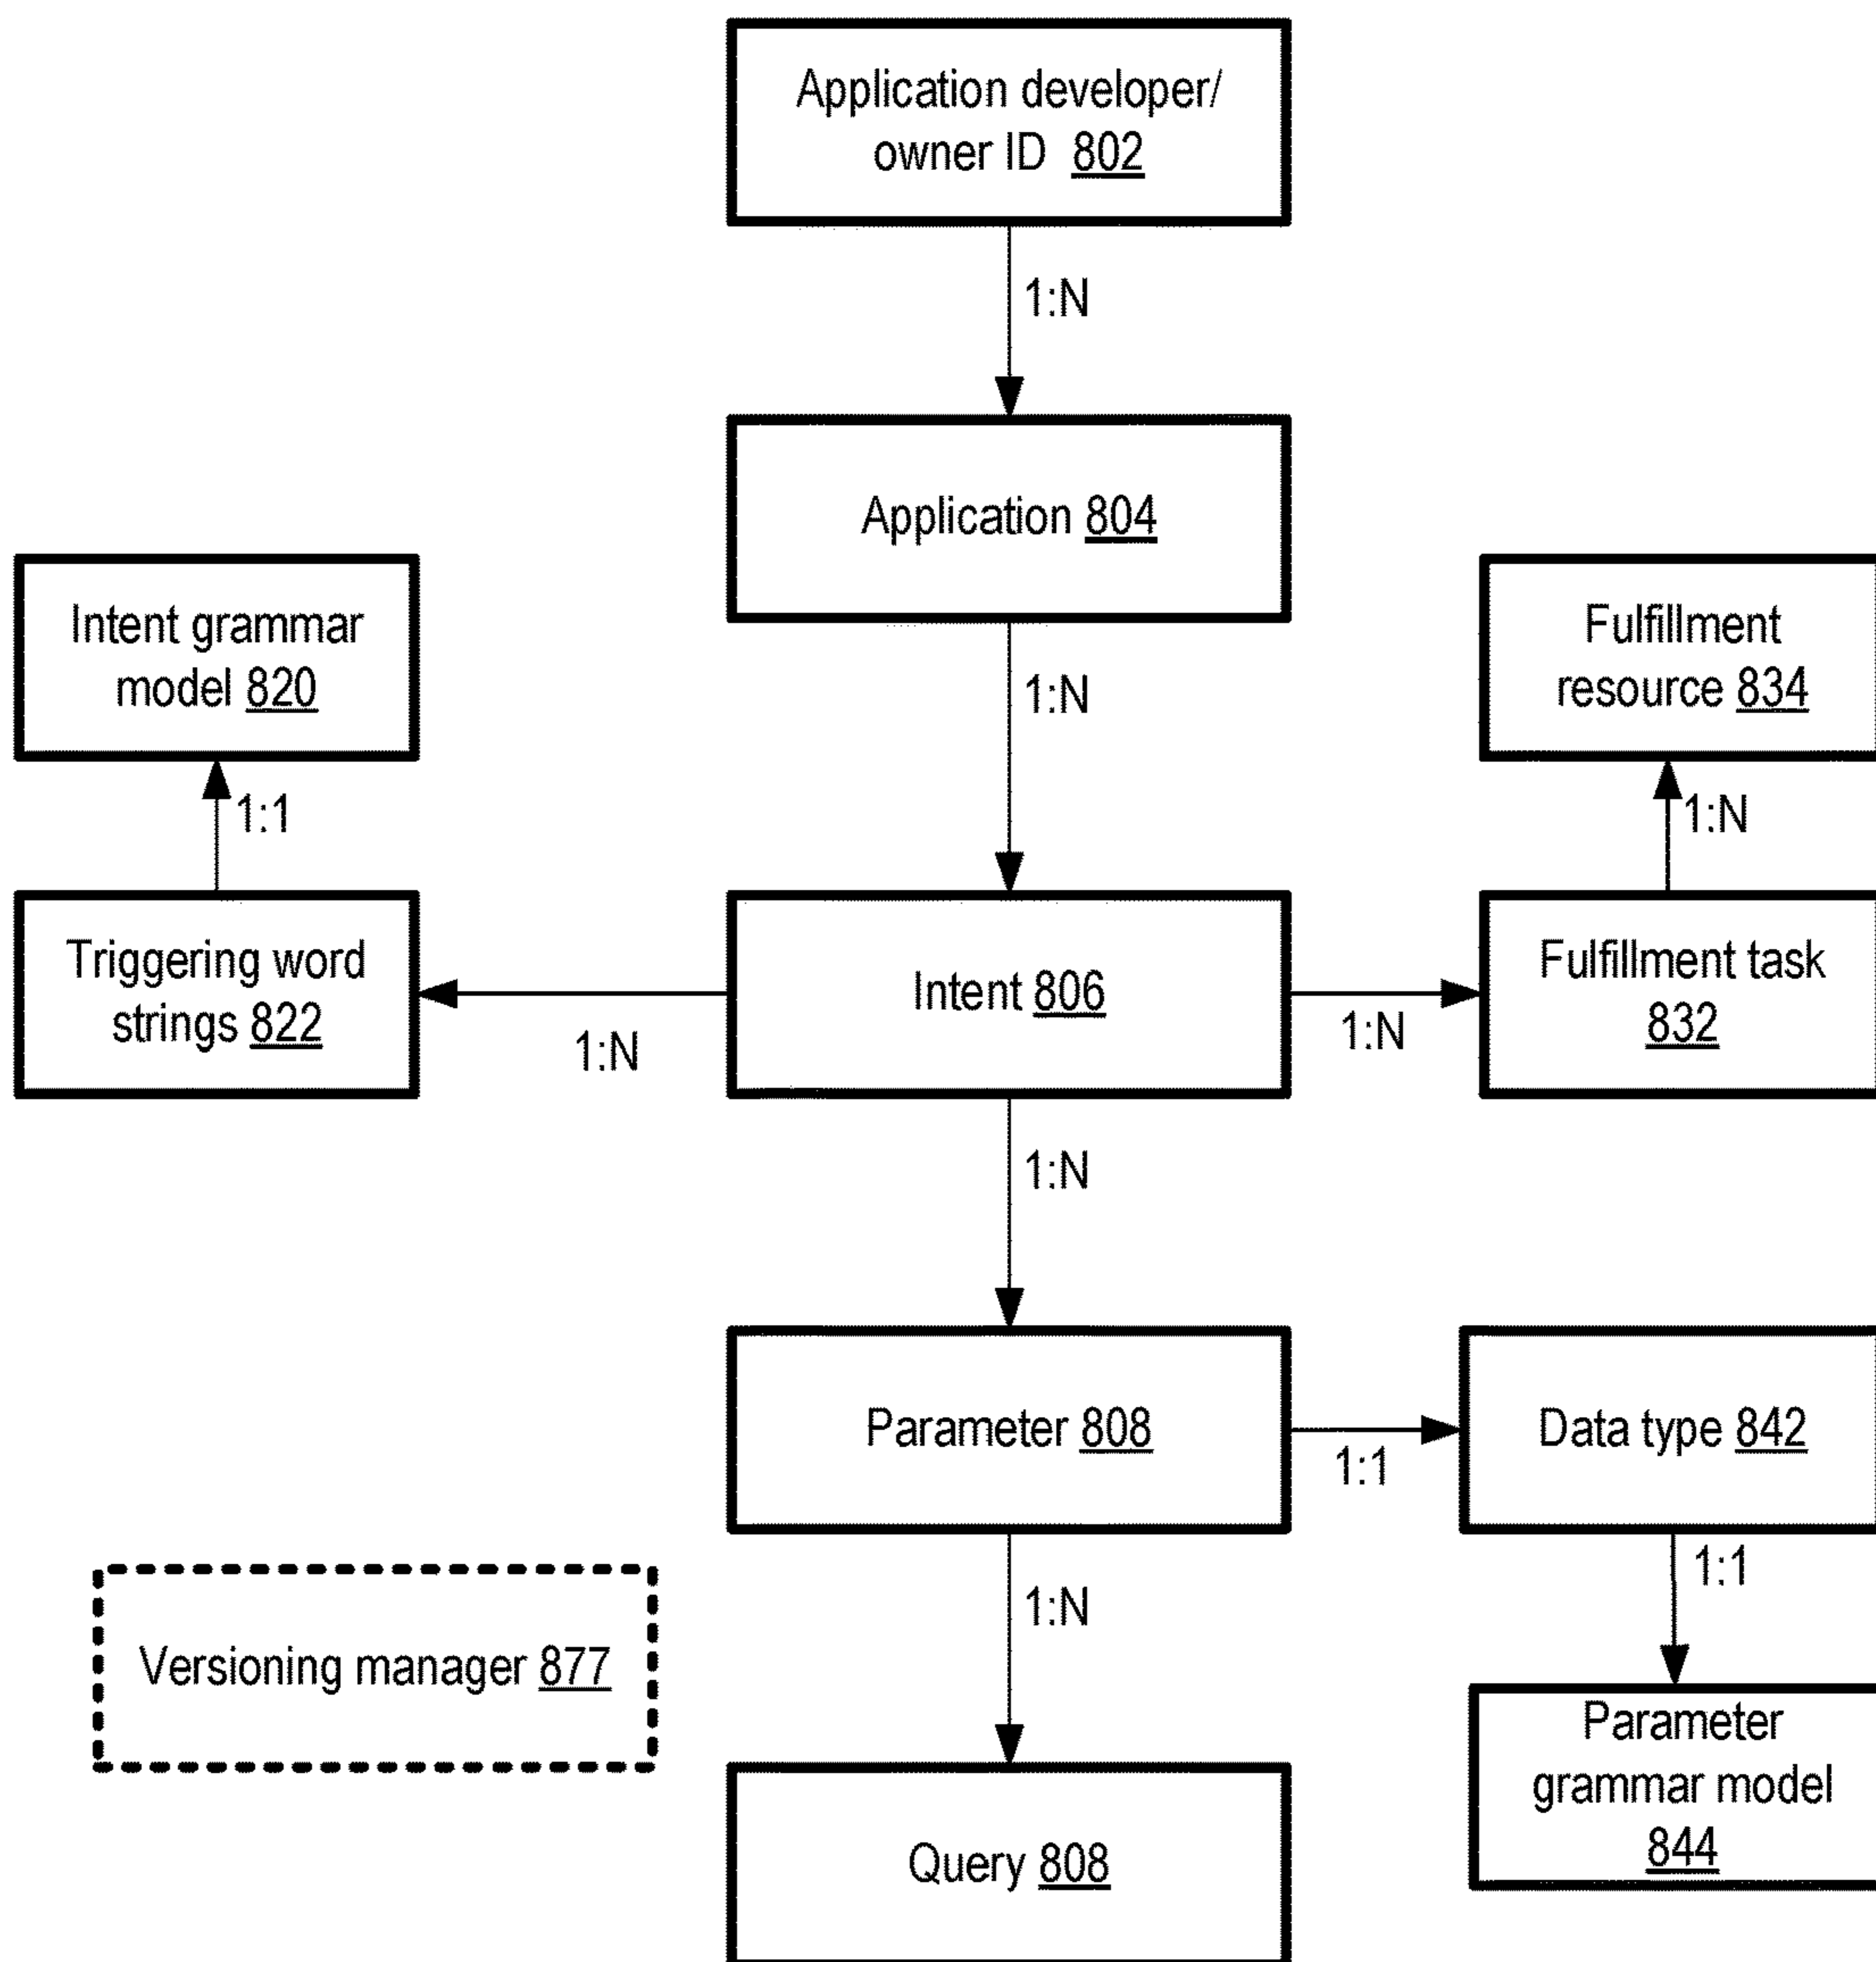 Application developer/
owner ID 802
1:N
Application 804
1:N
Intent grammar
model 820
Fulfillment
resource 834
1:1
1:N
Triggering word
strings 822
Intent 806
Fulfillment task
832
1:N
1:N
1:N
Parameter 808
Data type 842
1:1
1:1
1:N
Versioning manager 877
Parameter
grammar model
844
Query 808